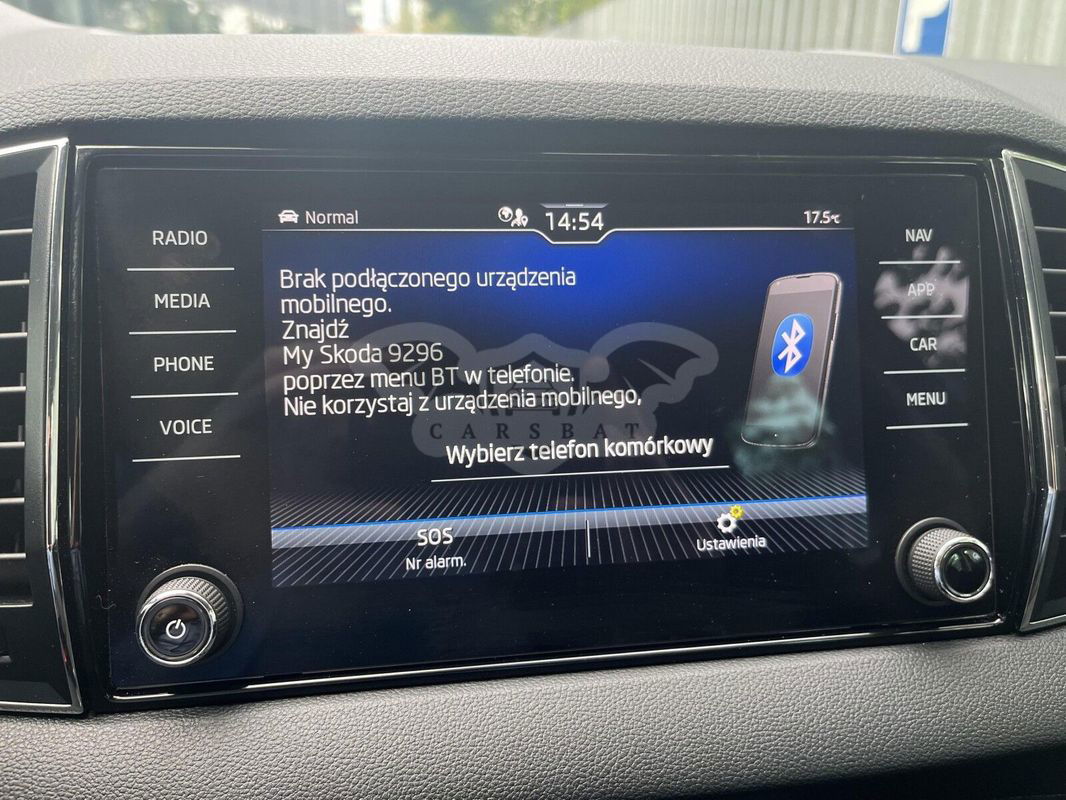 Normal
14:54
17.5°C
RADIO
MEDIA
PHONE
VOICE
NAV
APP
CAR
MENU
Brak podłączonego urządzenia
mobilnego.
Znajdź
My Skoda 9296
poprzez menu BT w telefonie.
Nie korzystaj z urządzenia mobilnego,
CARSBAT
Wybierz telefon komórkowy
SOS
Nr alarm.
Ustawienia
P